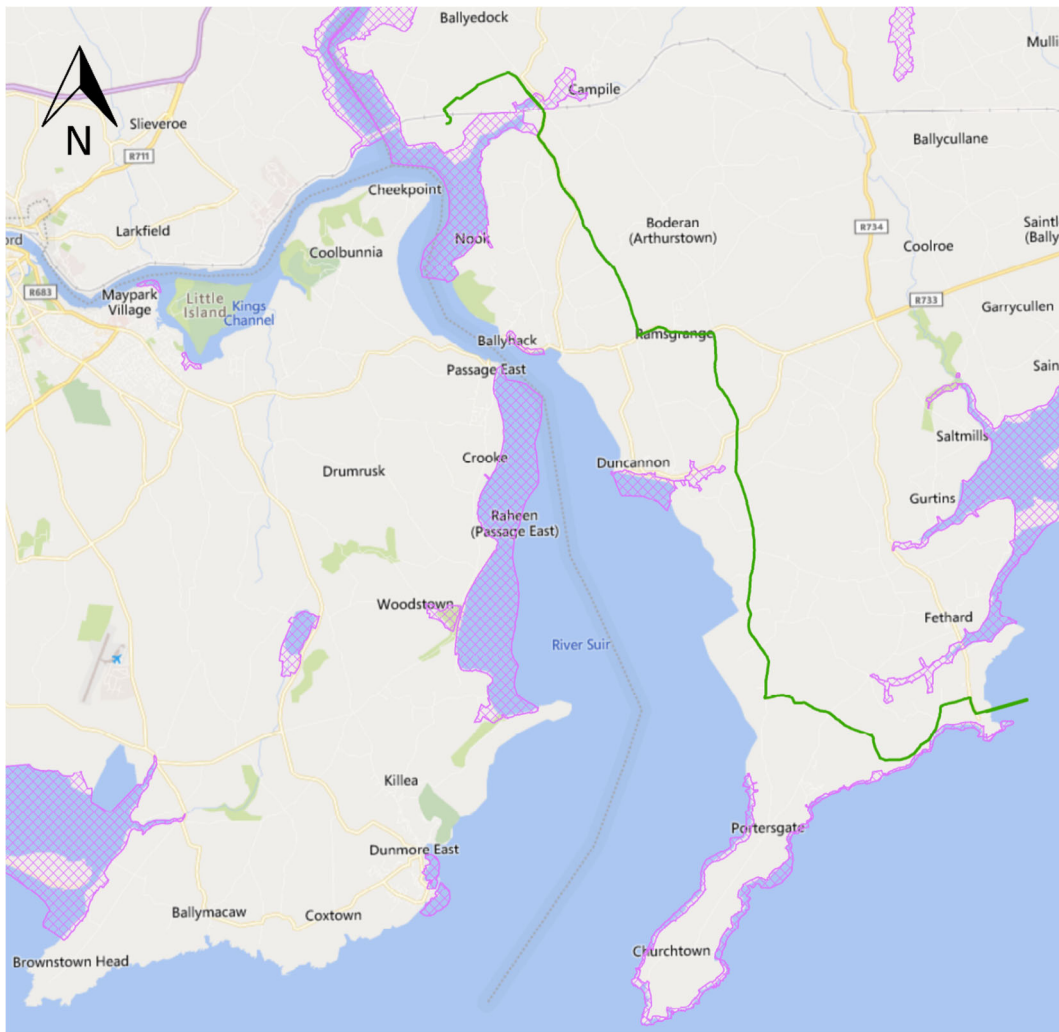 Ballyedock
Mulli
Campile
Slieveroe
N
R711
Ballycullane
Cheekpoint
Larkfield
ord
Nook
Boderan
(Arthurstown)
R734
Saintl
(Bally
Coolbunnia
Coolroe
R683
Maypark
Village
Little
Island
Kings
Channel
R733
Garrycullen
Ballyhack
Ramsgrange
Passage East
Sain
Saltmills
Crooke
Duncannon
Drumrusk
Gurtins
Raheen
(Passage East)
Woodstown
Fethard
River Suir
Killea
Portersgate
Dunmore East
Ballymacaw
Coxtown
Churchtown
Brownstown Head